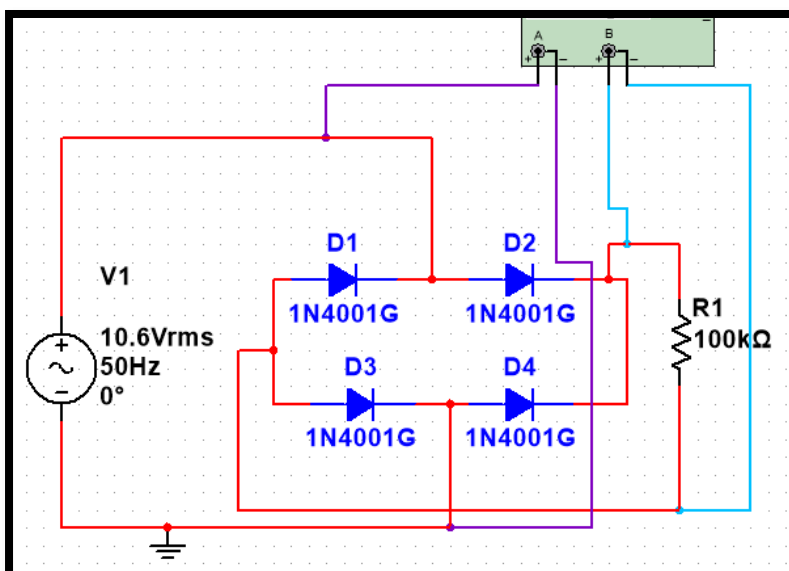 A B
+ − + −
D1 D2
V1
1N4001G 1N4001G
R1
10.6Vrms
100kΩ
50Hz
D3 D4
0°
1N4001G 1N4001G